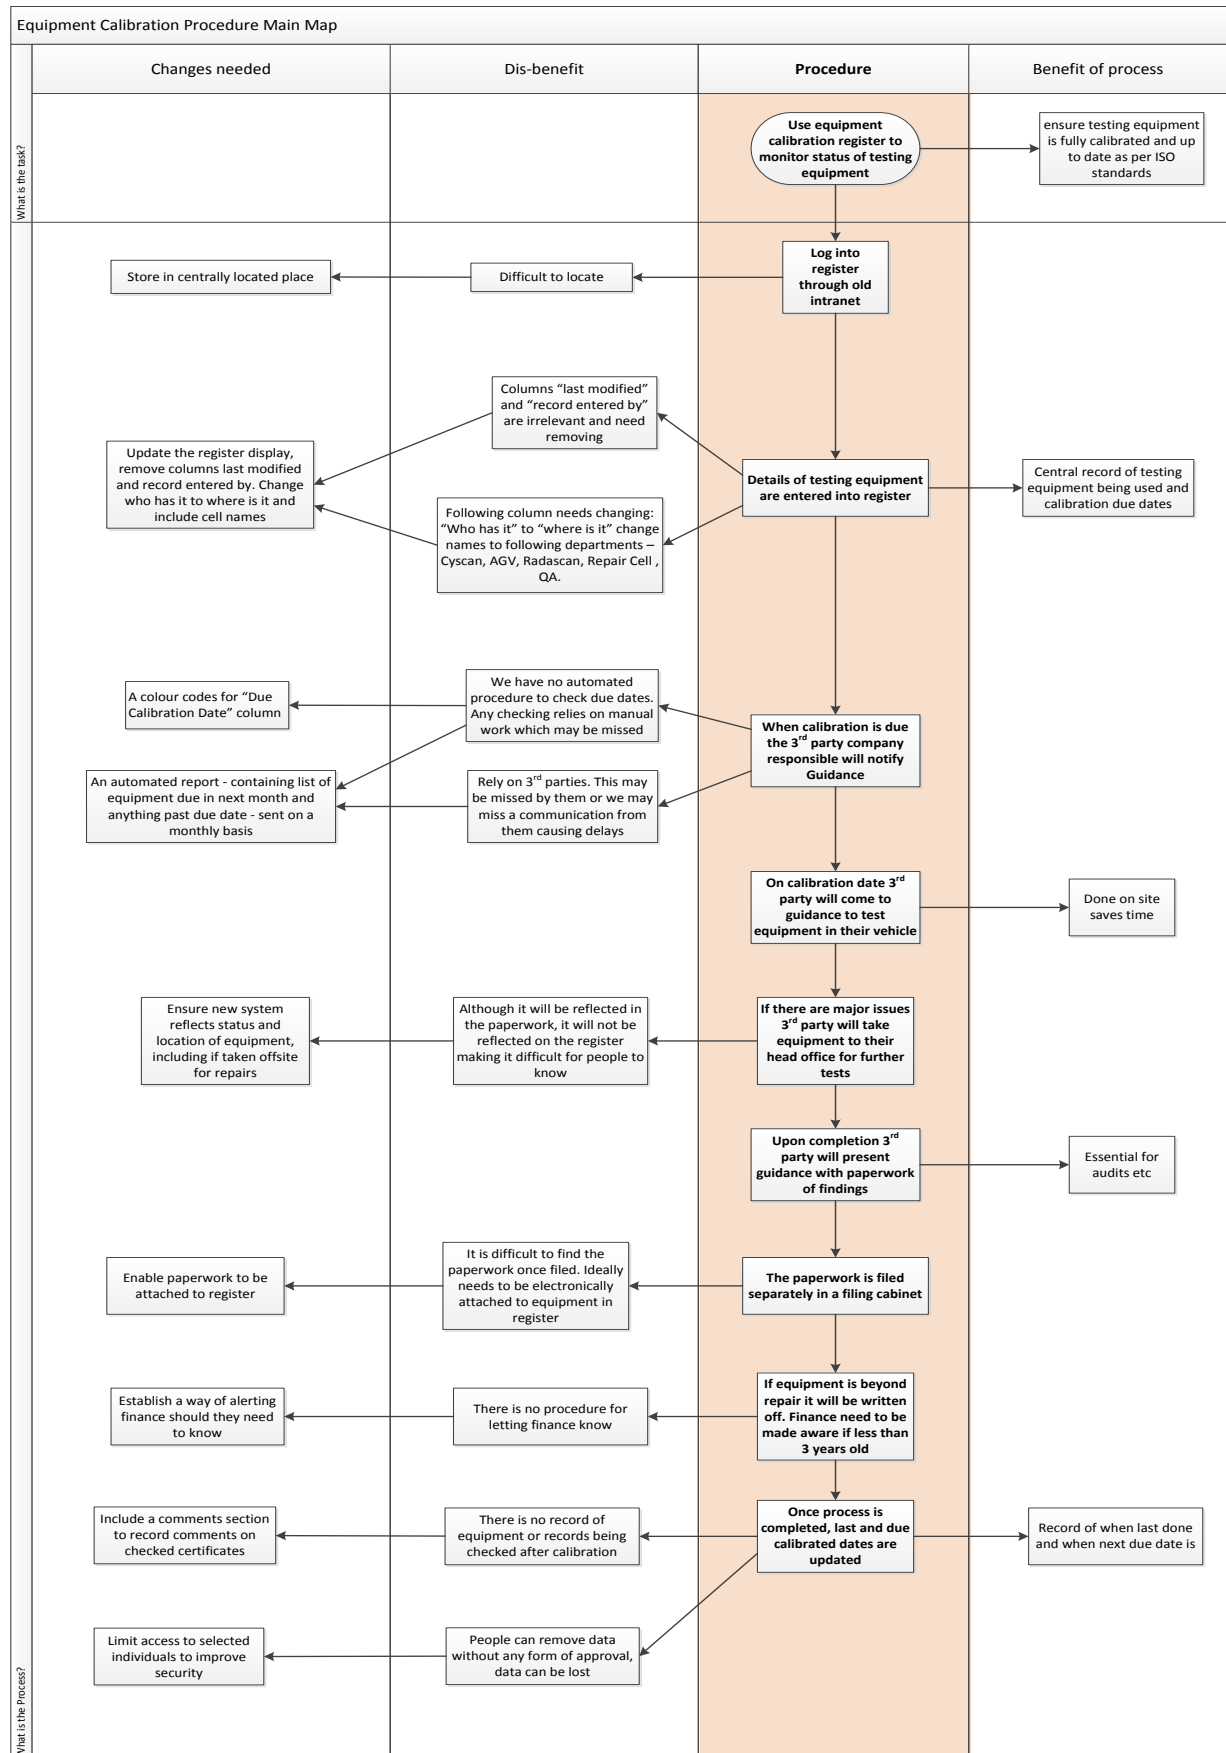 Equipment Calibration Procedure Main Map
Changes needed
Dis-benefit
Procedure
Benefit of process
What is the task?
Use equipment
calibration register to
monitor status of testing
equipment
ensure testing equipment
is fully calibrated and up
to date as per ISO
standards
Log into
register
through old
intranet
Difficult to locate
Store in centrally located place
Columns “last modified”
and “record entered by”
are irrelevant and need
removing
Update the register display,
remove columns last modified
and record entered by. Change
who has it to where is it and
include cell names
Details of testing equipment
are entered into register
Central record of testing
equipment being used and
calibration due dates
Following column needs changing:
“Who has it” to “where is it” change
names to following departments –
Cyscan, AGV, Radascan, Repair Cell ,
QA.
We have no automated
procedure to check due dates.
Any checking relies on manual
work which may be missed
A colour codes for “Due
Calibration Date” column
When calibration is due
the 3rd party company
responsible will notify
Guidance
Rely on 3rd parties. This may
be missed by them or we may
miss a communication from
them causing delays
An automated report - containing list of
equipment due in next month and
anything past due date - sent on a
monthly basis
On calibration date 3rd
party will come to
guidance to test
equipment in their vehicle
Done on site
saves time
If there are major issues
3rd party will take
equipment to their
head office for further
tests
Although it will be reflected in
the paperwork, it will not be
reflected on the register
making it difficult for people to
know
Ensure new system
reflects status and
location of equipment,
including if taken offsite
for repairs
Upon completion 3rd
party will present
guidance with paperwork
of findings
Essential for
audits etc
The paperwork is filed
separately in a filing cabinet
It is difficult to find the
paperwork once filed. Ideally
needs to be electronically
attached to equipment in
register
Enable paperwork to be
attached to register
If equipment is beyond
repair it will be written
off. Finance need to be
made aware if less than
3 years old
There is no procedure for
letting finance know
Establish a way of alerting
finance should they need
to know
Once process is
completed, last and due
calibrated dates are
updated
Record of when last done
and when next due date is
There is no record of
equipment or records being
checked after calibration
Include a comments section
to record comments on
checked certificates
People can remove data
without any form of approval,
data can be lost
Limit access to selected
individuals to improve
security
What is the Process?